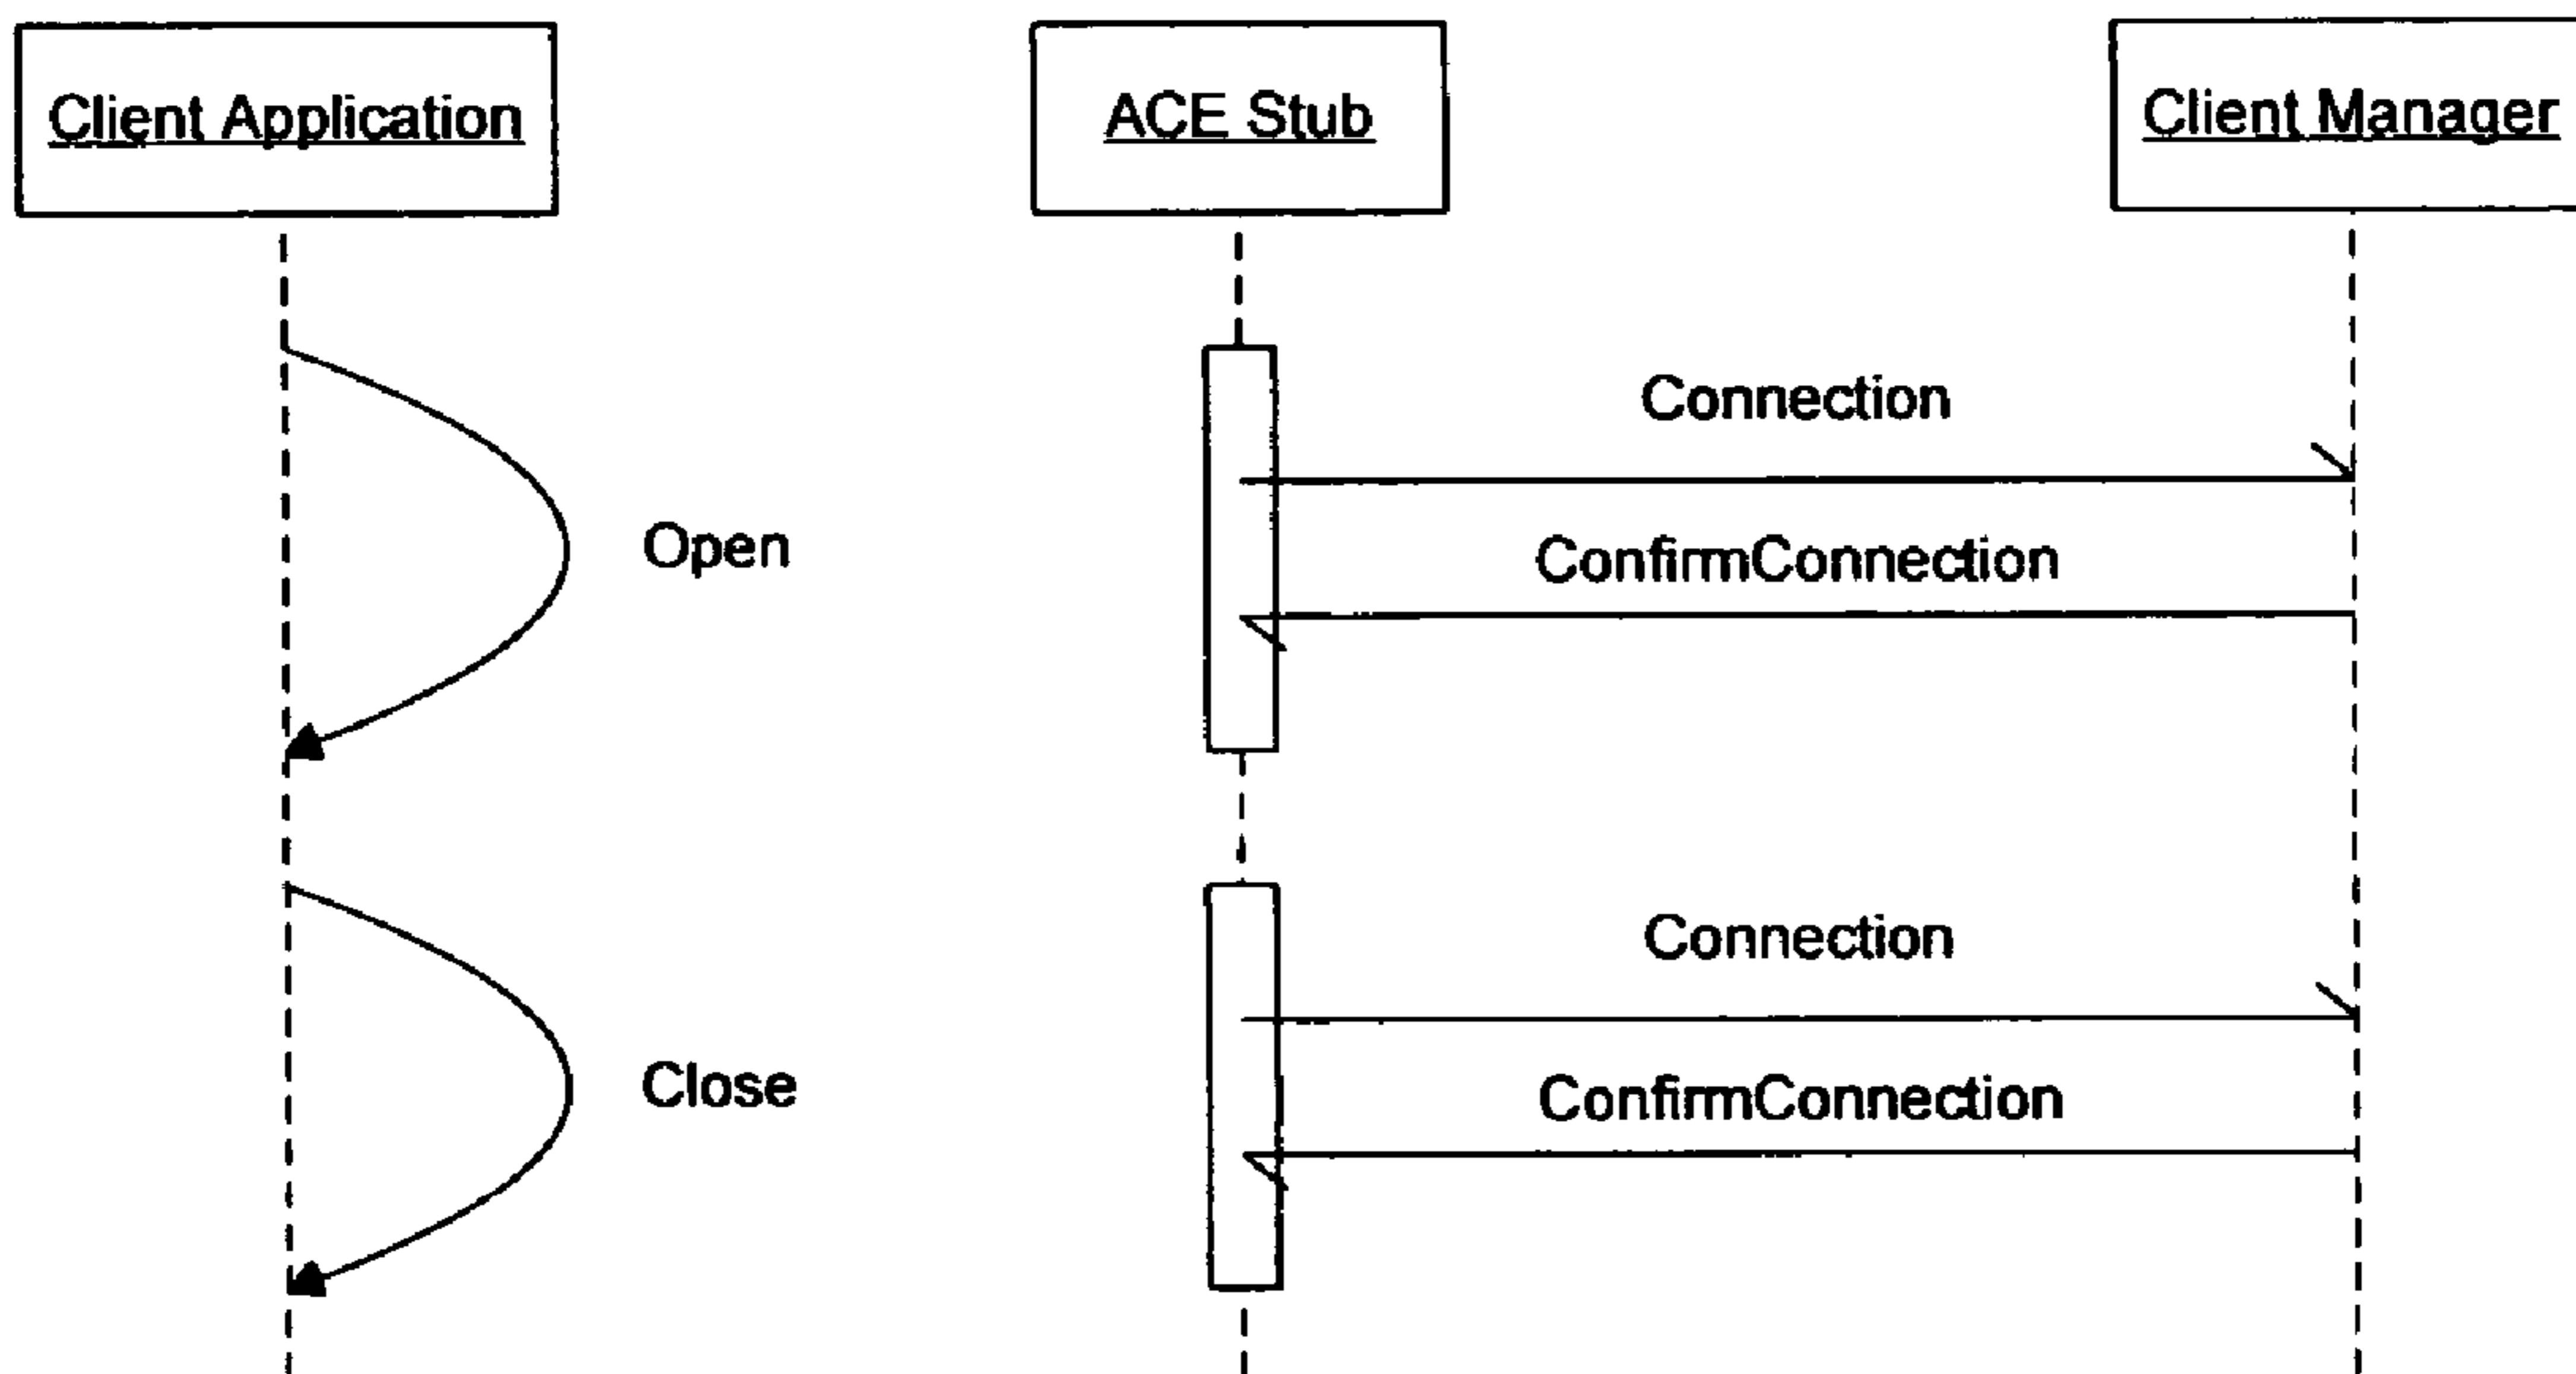 Client Application
ACE Stub
Client Manager
Connection
Open
ConfirmConnection
Connection
Close
ConfirmConnection